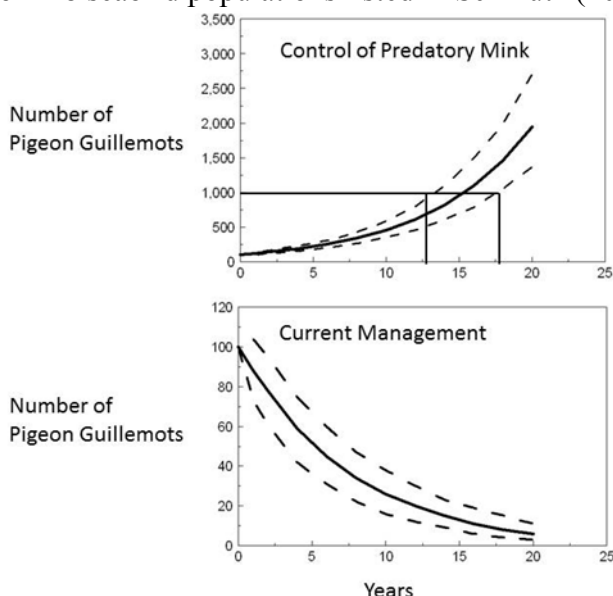 Control of Predatory Mink
Number of
Pigeon Guillemots
3,500
3,000
2,500
2,000
1,500
1,000
500
0
0 5 10 15 20 25
Current Management
Number of
Pigeon Guillemots
120
100
80
60
40
20
0
0 5 10 15 20 25
Years